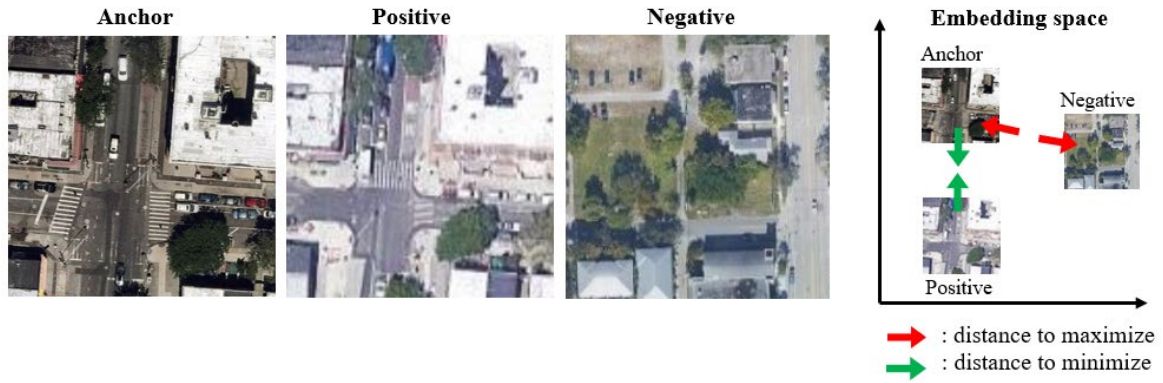 Anchor
Positive
Negative
Embedding space
Anchor
Negative
Positive
: distance to maximize
: distance to minimize